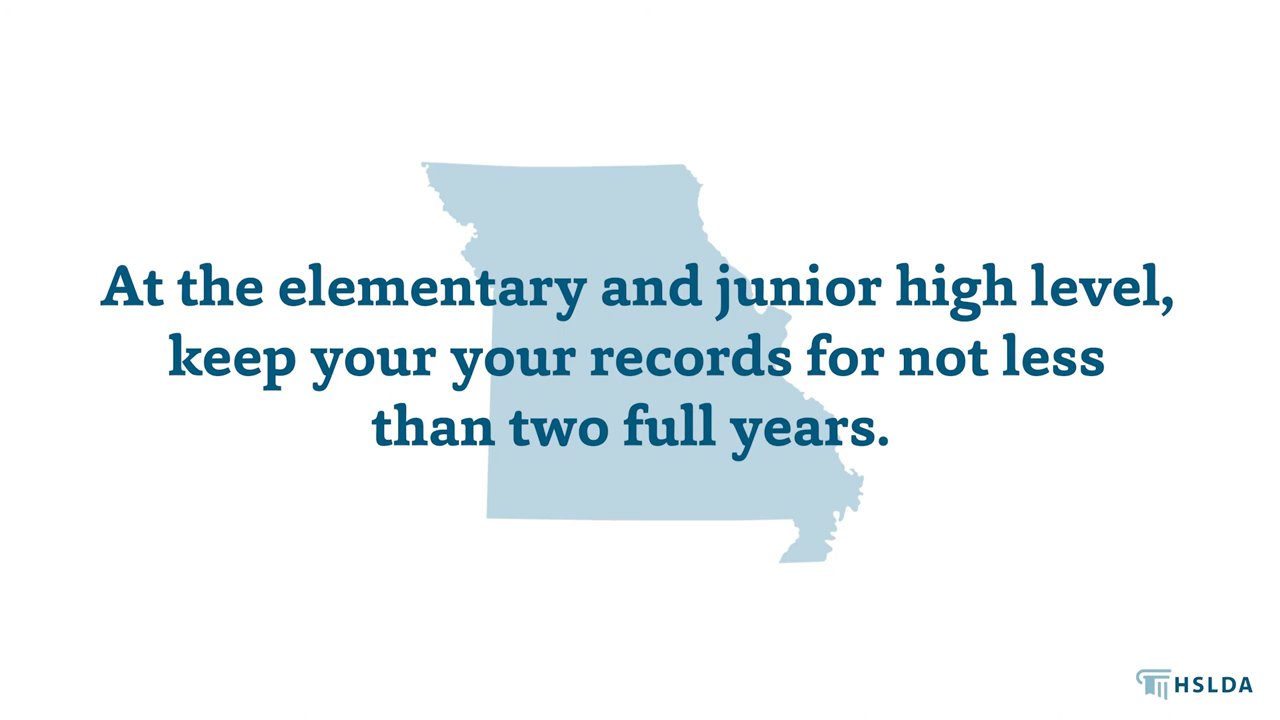 At the elementary and junior high level,
keep your your records for not less
than two full years.
HSLDA